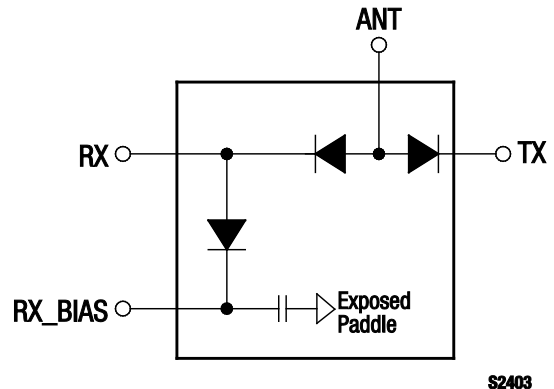 ANT
RX
TX
RX_BIAS
Exposed
Paddle
S2403